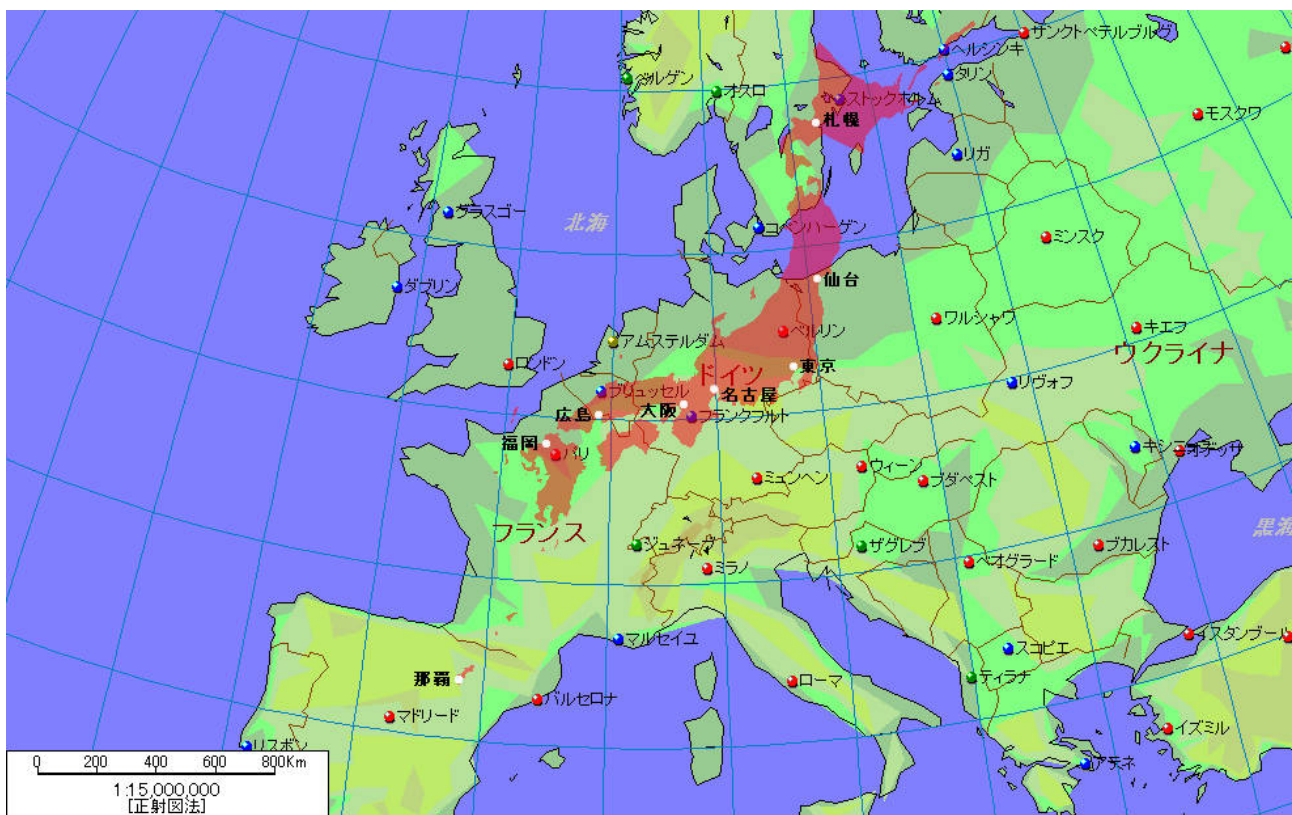 サンクトペテルブルグ
ヘルシンキ
ベルゲン
オスロ
タリン
ストックホルム
札幌
モスクワ
リガ
グラスゴー
北海
コペンハーゲン
ミンスク
ダブリン
仙台
ワルシャワ
キエフ
ベルリン
アムステルダム
ウクライナ
ロンドン
東京
ドイツ
リヴォフ
ブリュッセル
名古屋
大阪
広島
フランクフルト
福岡
パリ
キシニョーデ
オデッサ
ウィーン
ミュンヘン
ブダペスト
フランス
黒海
ジュネーブ
ザグレブ
ブカレスト
ベオグラード
ミラノ
イスタンブール
マルセイユ
スコピエ
那覇
ティラナ
ローマ
バルセロナ
マドリード
イズミル
リスボン
アテネ
0 200 400 600 800Km
1:15,000,000
[正射図法]